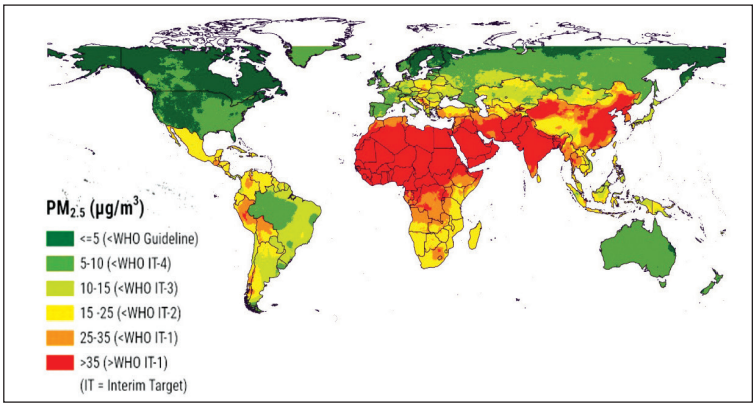 PM2.5 (µg/m³)
<=5 (<WHO Guideline)
5-10 (<WHO IT-4)
10-15 (<WHO IT-3)
15 -25 (<WHO IT-2)
25-35 (<WHO IT-1)
>35 (>WHO IT-1)
(IT = Interim Target)